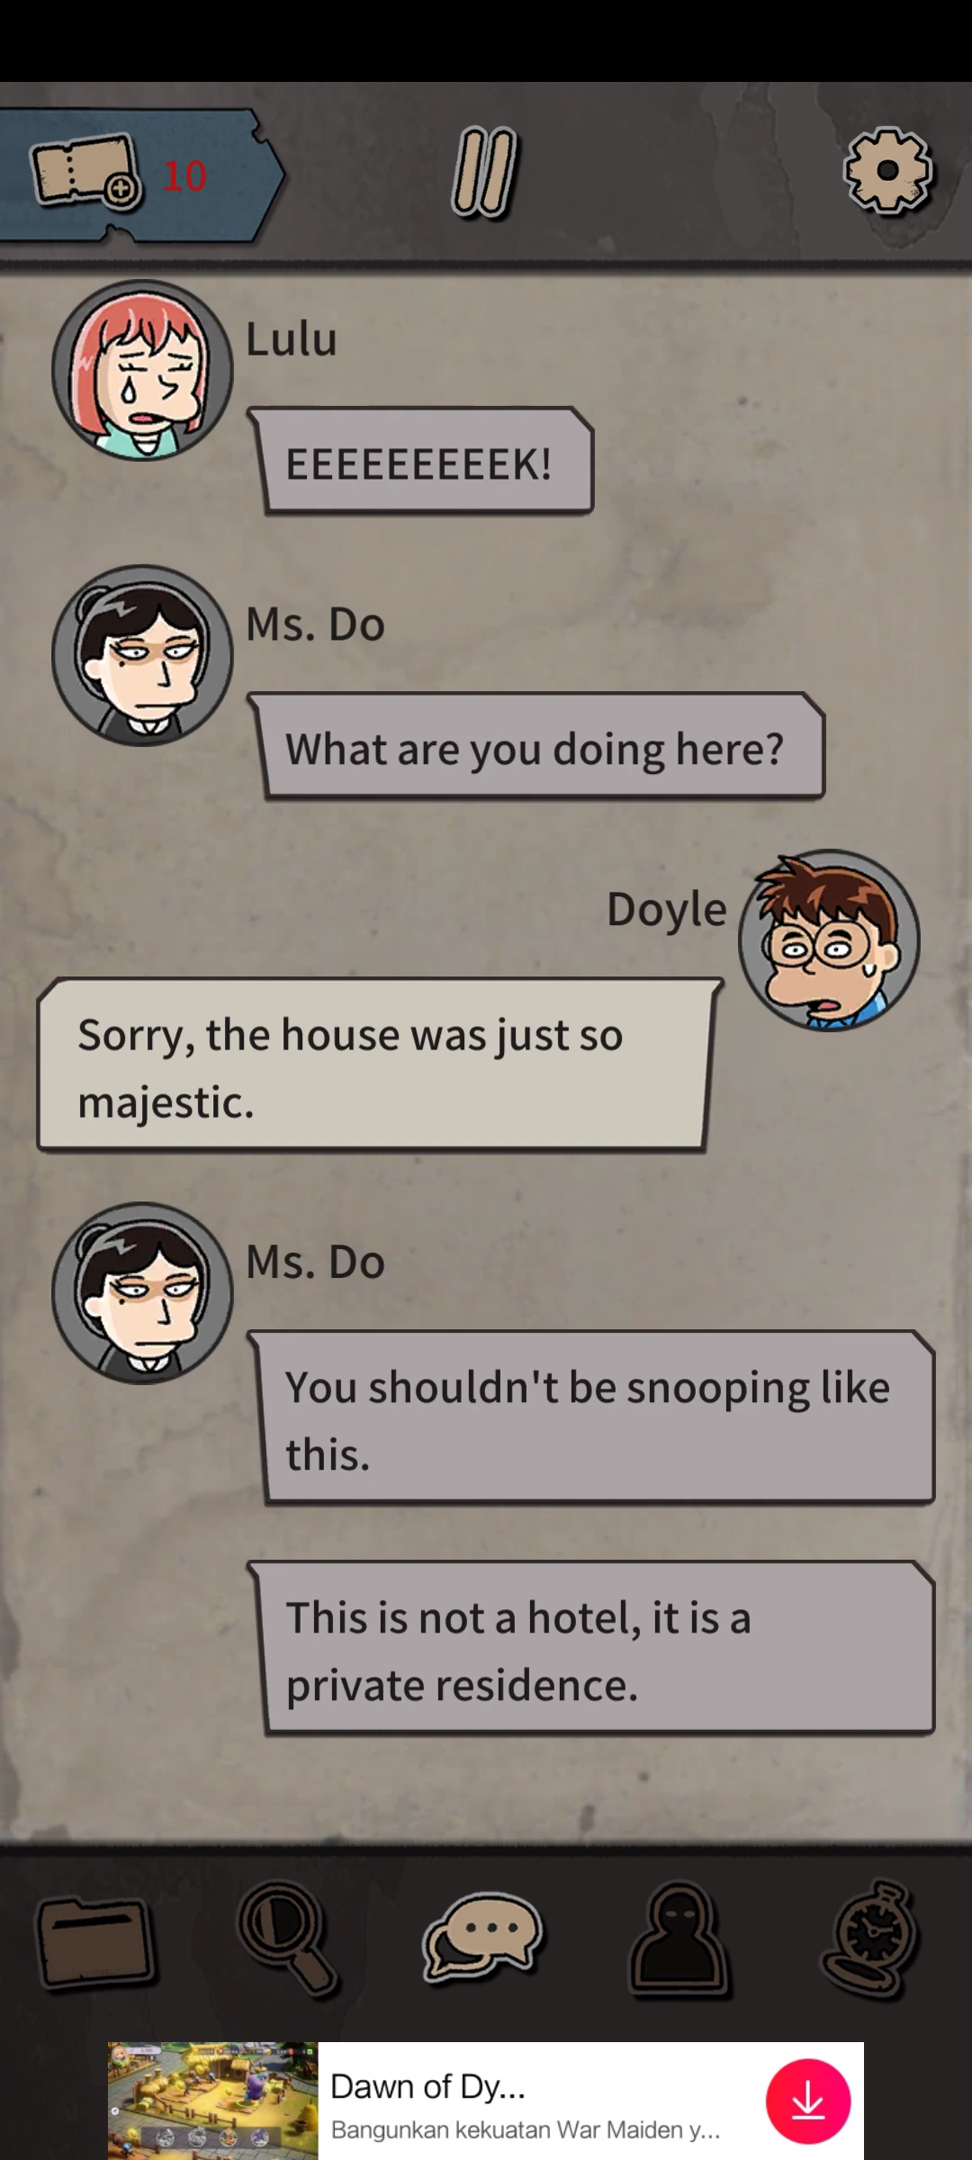 10
Lulu
EEEEEEEEEK!
Ms. Do
What are you doing here?
Doyle
Sorry, the house was just so
majestic.
Ms. Do
You shouldn't be snooping like
this.
This is not a hotel, it is a
private residence.
Dawn of Dy...
Bangunkan kekuatan War Maiden y...